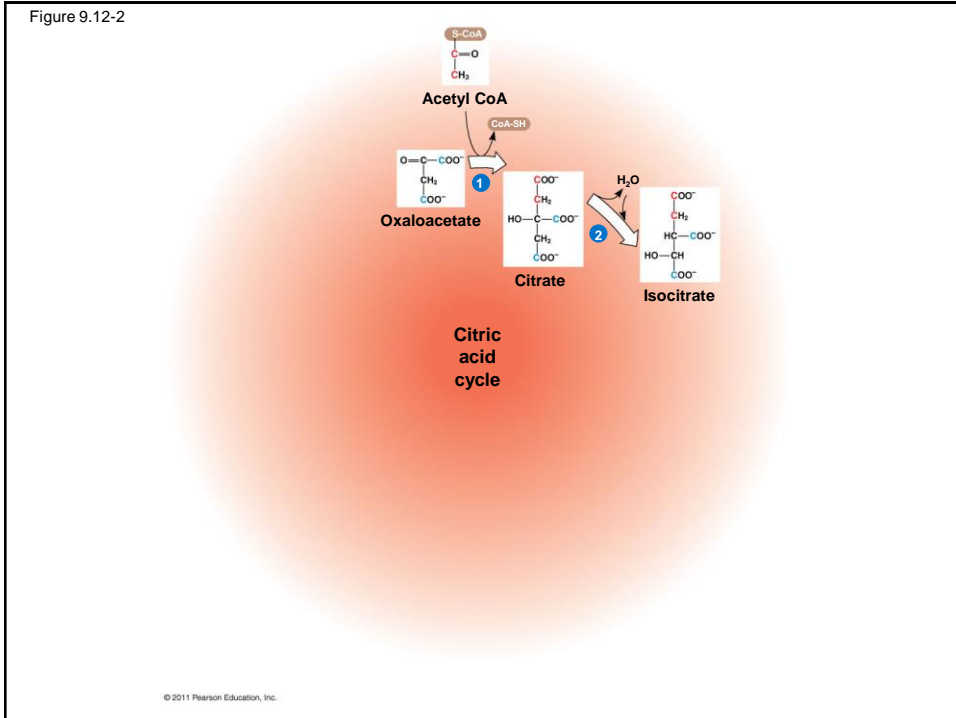 Figure 9.12-2
S-CoA
C=O
CH₃
Acetyl CoA
CoA-SH
O=C—COO⁻
CH₂
COO⁻
Oxaloacetate
1
COO⁻
CH₂
HO—C—COO⁻
CH₂
COO⁻
Citrate
H₂O
2
COO⁻
CH₂
HC—COO⁻
HO—CH
COO⁻
Isocitrate
Citric
acid
cycle
© 2011 Pearson Education, Inc.